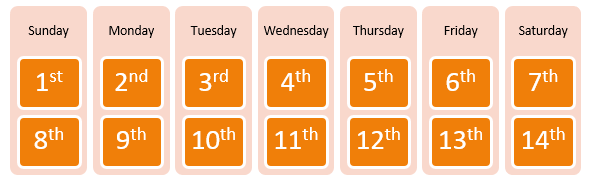 Sunday Monday Tuesday Wednesday Thursday Friday Saturday
1st 2nd 3rd 4th 5th 6th 7th
8th 9th 10th 11th 12th 13th 14th